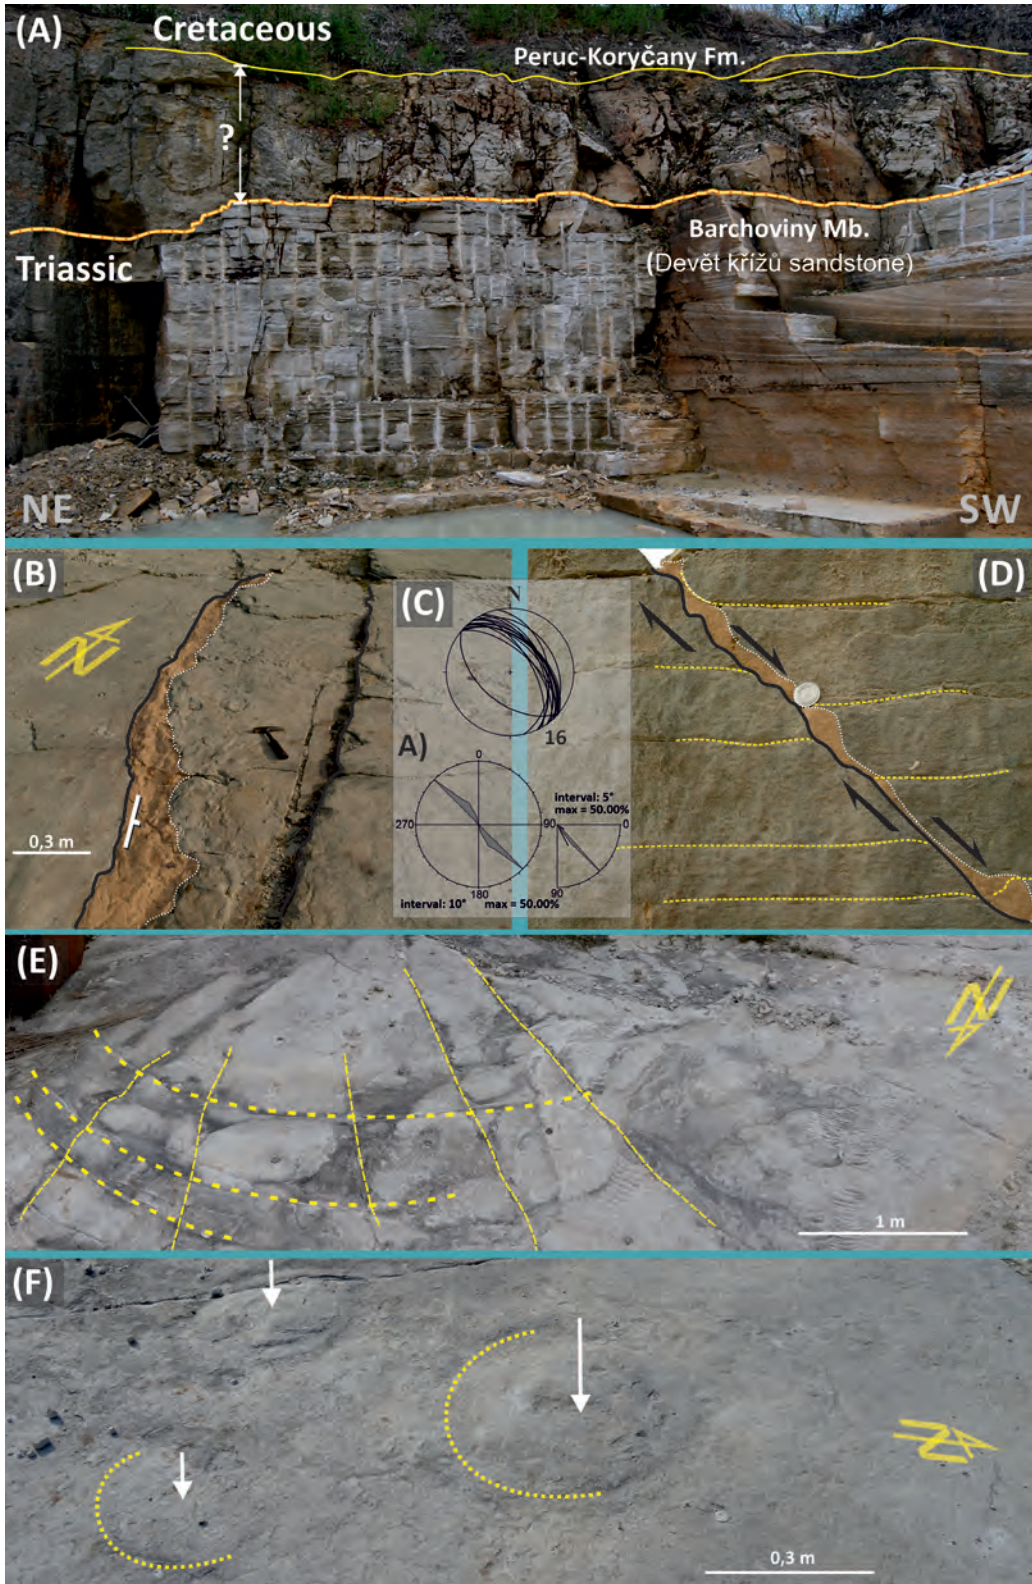 (A)
Cretaceous
Peruc-Koryčany Fm.
?
Triassic
Barchoviny Mb.
(Devět křížů sandstone)
NE
SW
(B)
N
0,3 m
(C)
N
16
A)
0
270
90
180
interval: 10° max = 50.00%
interval: 5°
max = 50.00%
0
90
(D)
(E)
N
1 m
(F)
N
0,3 m